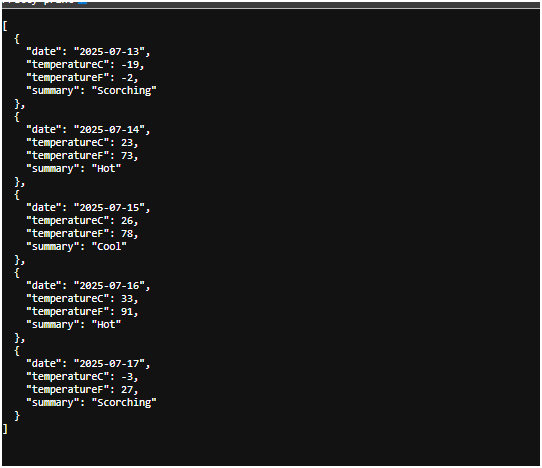 [
  {
    "date": "2025-07-13",
    "temperatureC": -19,
    "temperatureF": -2,
    "summary": "Scorching"
  },
  {
    "date": "2025-07-14",
    "temperatureC": 23,
    "temperatureF": 73,
    "summary": "Hot"
  },
  {
    "date": "2025-07-15",
    "temperatureC": 26,
    "temperatureF": 78,
    "summary": "Cool"
  },
  {
    "date": "2025-07-16",
    "temperatureC": 33,
    "temperatureF": 91,
    "summary": "Hot"
  },
  {
    "date": "2025-07-17",
    "temperatureC": -3,
    "temperatureF": 27,
    "summary": "Scorching"
  }
]